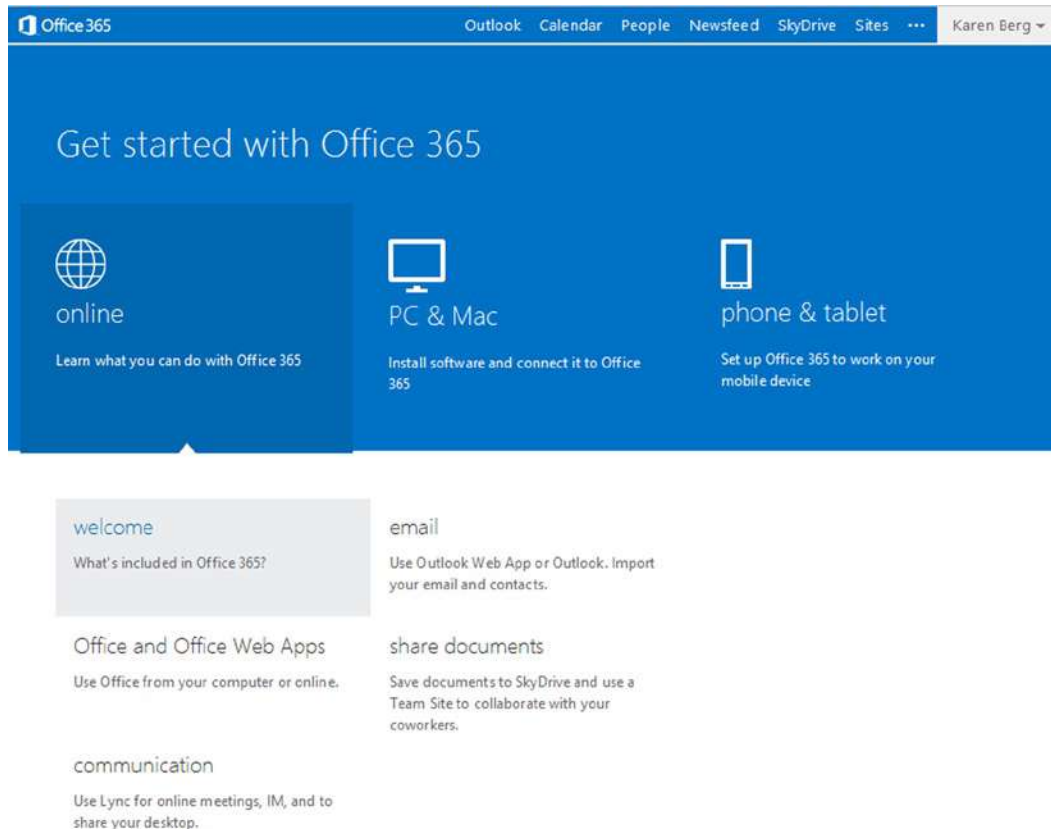 Office 365 Outlook Calendar People Newsfeed SkyDrive Sites ••• Karen Berg
Get started with Office 365
online
Learn what you can do with Office 365
PC & Mac
Install software and connect it to Office
365
phone & tablet
Set up Office 365 to work on your
mobile device
welcome
What's included in Office 365?
email
Use Outlook Web App or Outlook. Import
your email and contacts.
Office and Office Web Apps
Use Office from your computer or online.
share documents
Save documents to SkyDrive and use a
Team Site to collaborate with your
coworkers.
communication
Use Lync for online meetings, IM, and to
share your desktop.